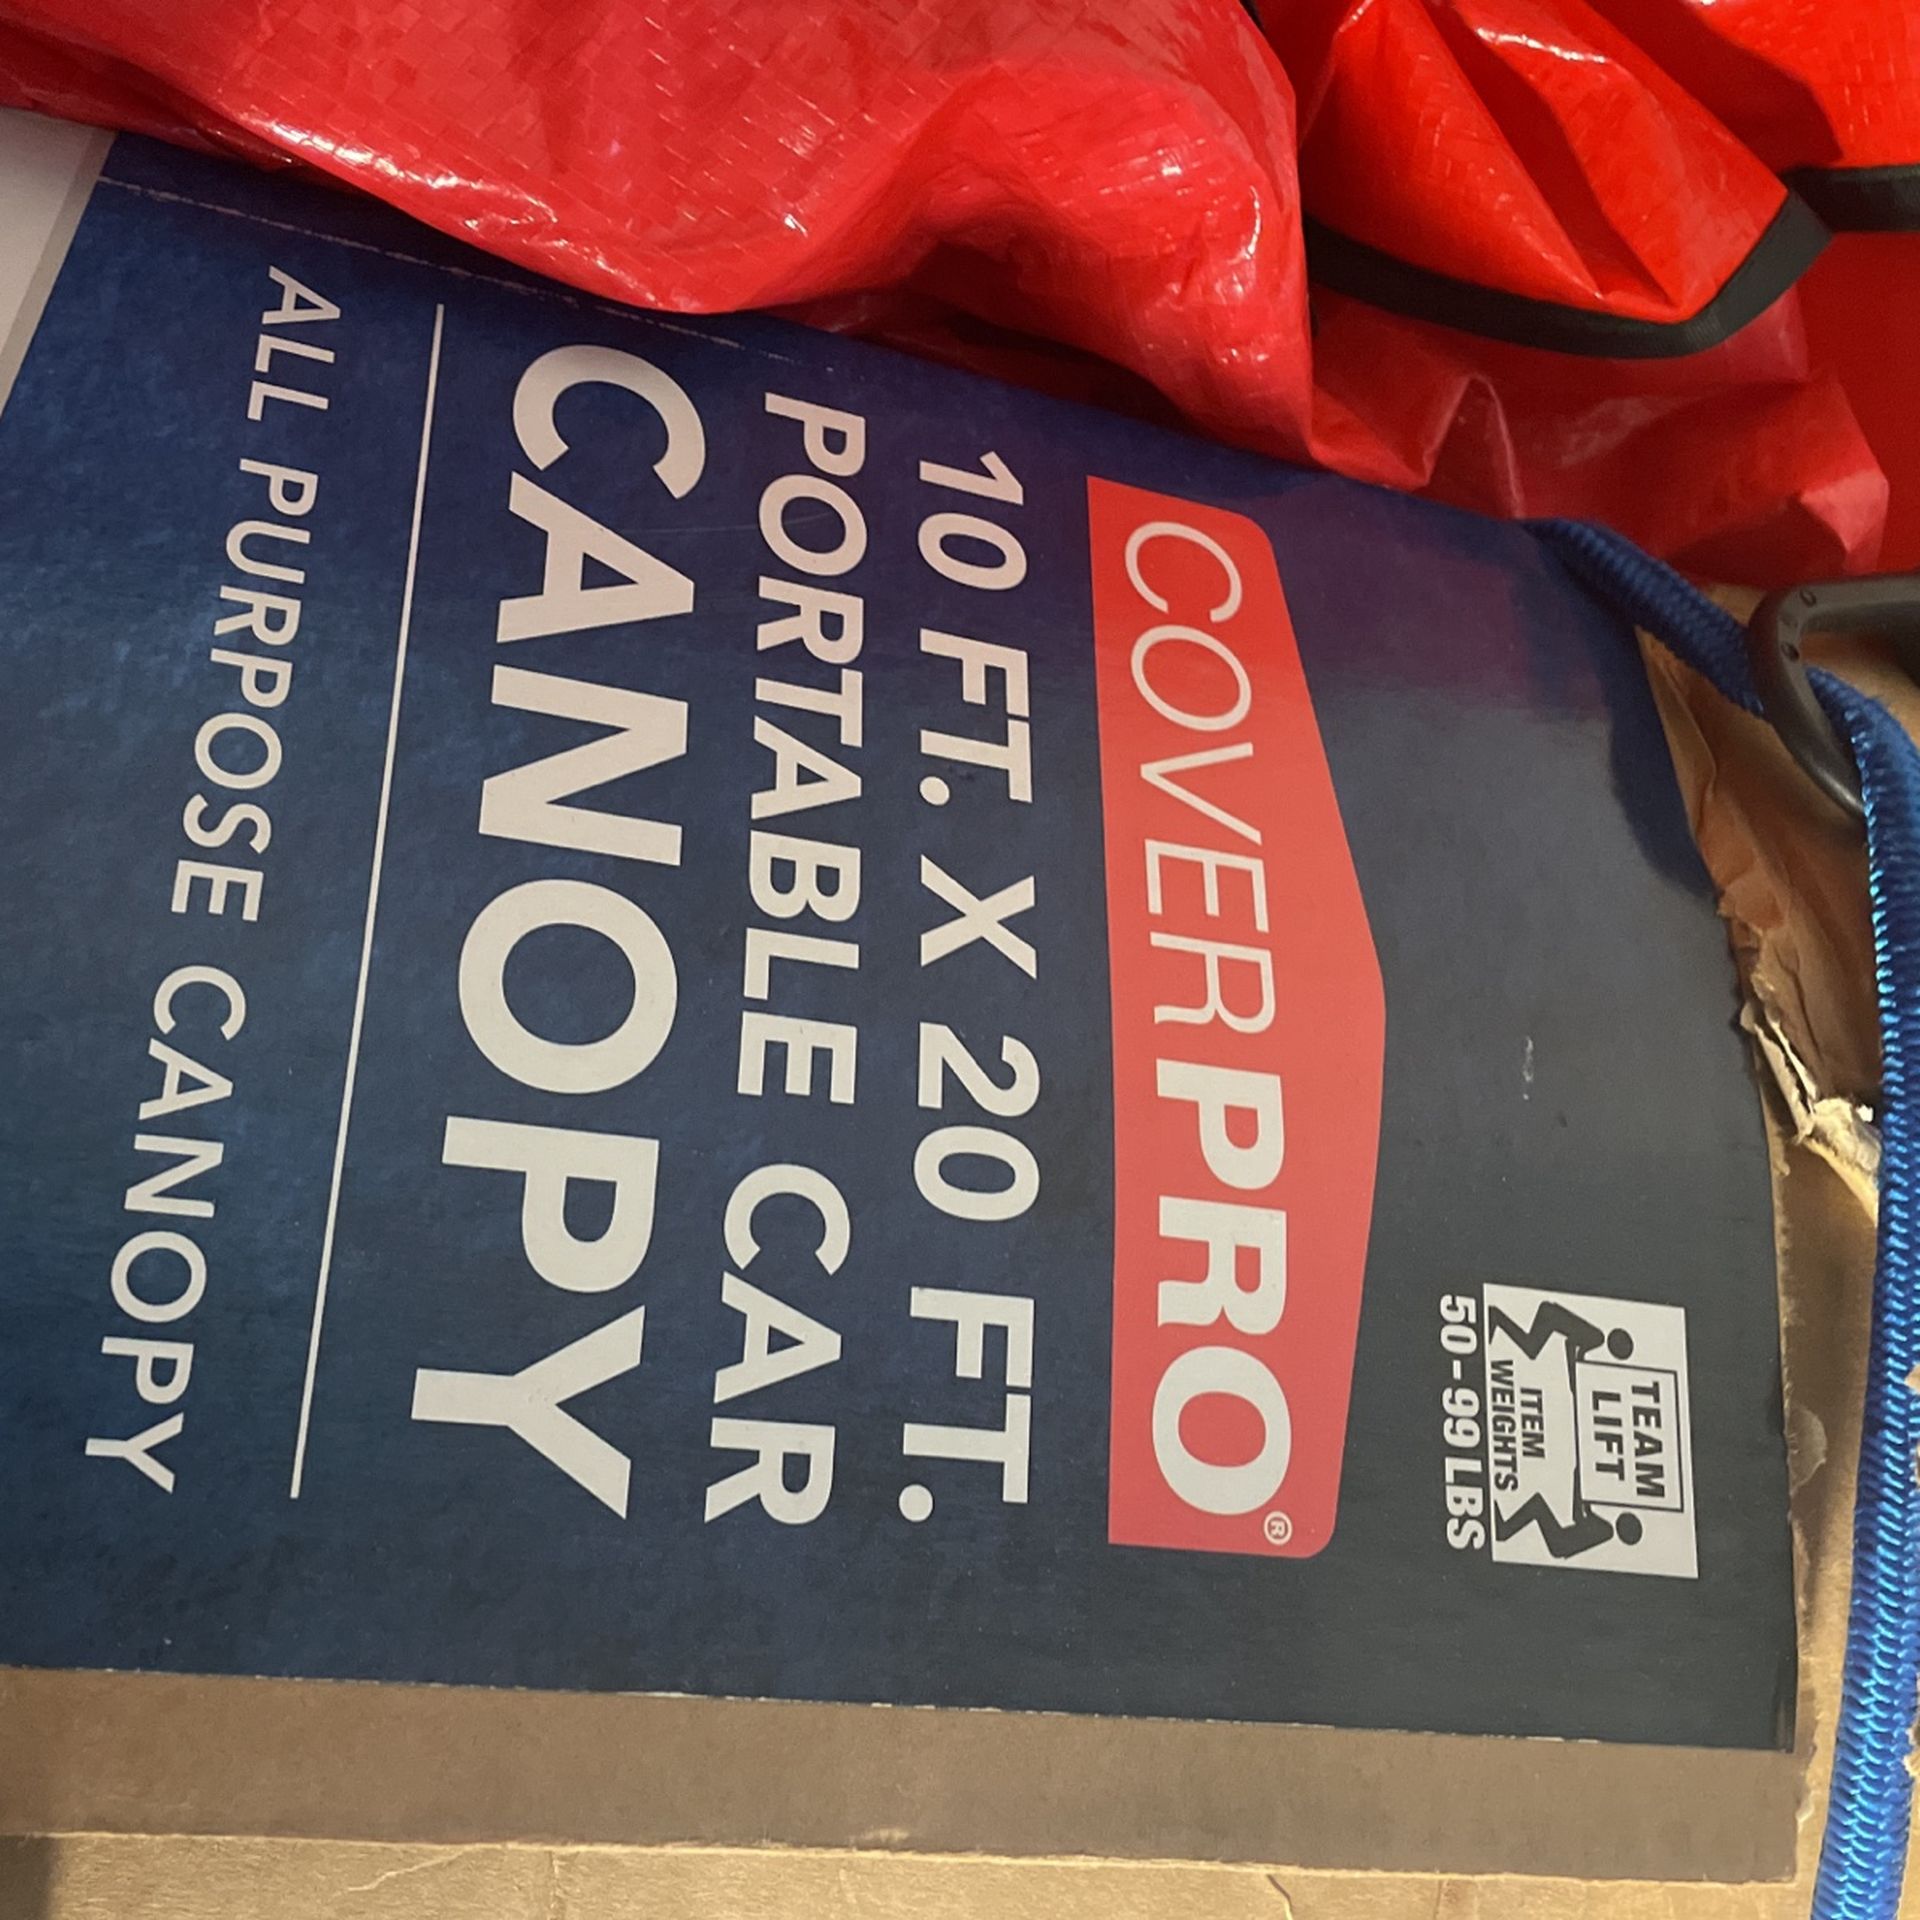 TEAM
LIFT
ITEM
WEIGHTS
50-99 LBS
COVERPRO®
10 FT. X 20 FT.
PORTABLE CAR
CANOPY
ALL PURPOSE CANOPY